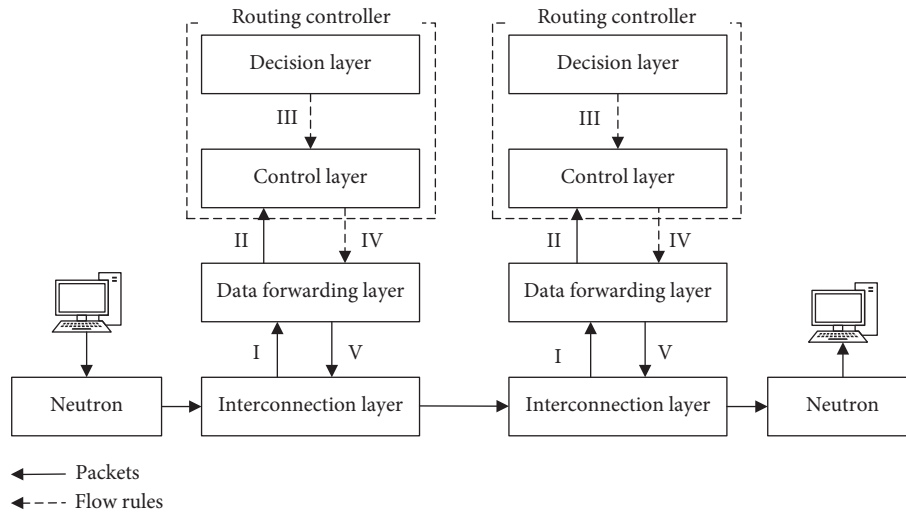 Routing controller
Routing controller
Decision layer
Decision layer
III
III
Control layer
Control layer
II
IV
II
IV
Data forwarding layer
Data forwarding layer
I
V
I
V
Neutron
Interconnection layer
Interconnection layer
Neutron
Packets
Flow rules